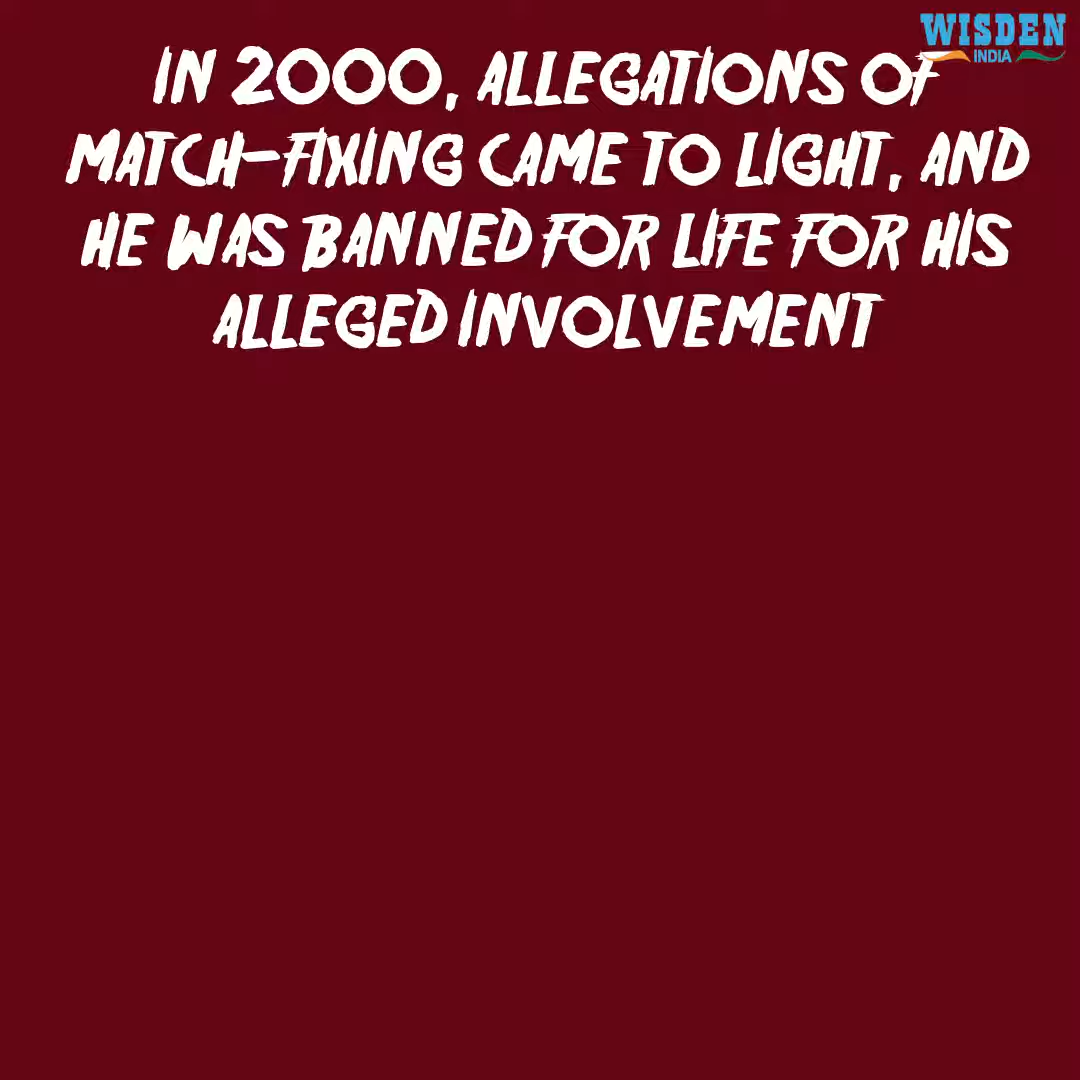 WISDEN
INDIA
IN 2000, ALLEGATIONS OF
MATCH-FIXING CAME TO LIGHT, AND
HE WAS BANNED FOR LIFE FOR HIS
ALLEGED INVOLVEMENT